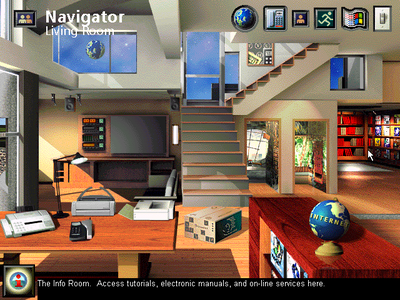 Navigator
Living Room
INTERNET
The Info Room. Access tutorials, electronic manuals, and on-line services here.